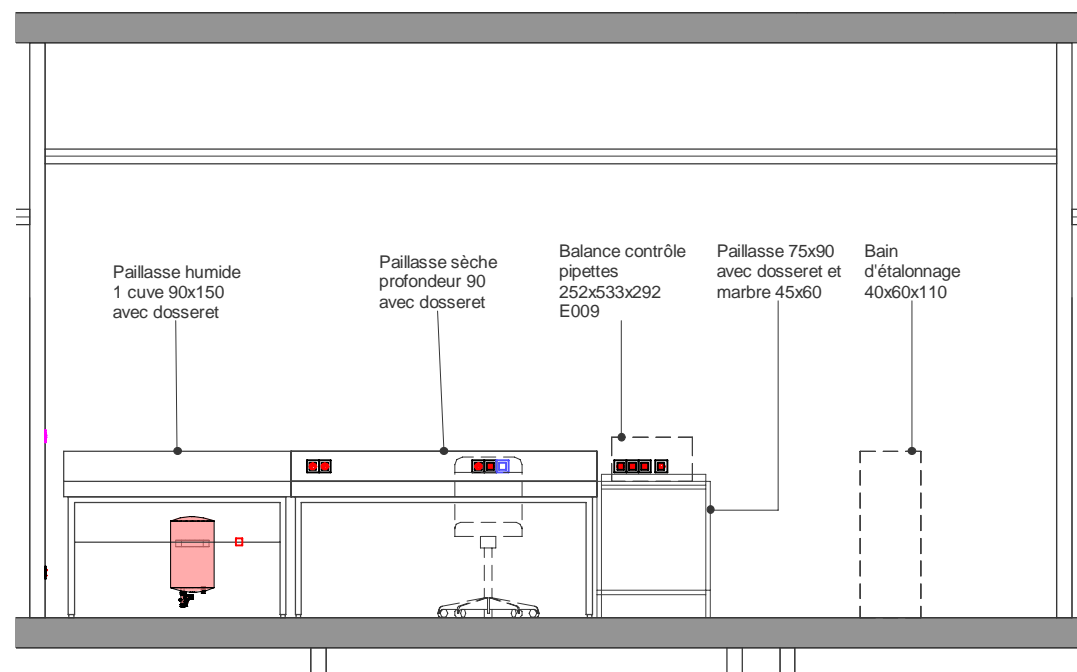 Paillasse humide
1 cuve 90x150
avec dosseret
Paillasse sèche
profondeur 90
avec dosseret
Balance contrôle
pipettes
252x533x292
E009
Paillasse 75x90
avec dosseret et
marbre 45x60
Bain
d'étalonnage
40x60x110